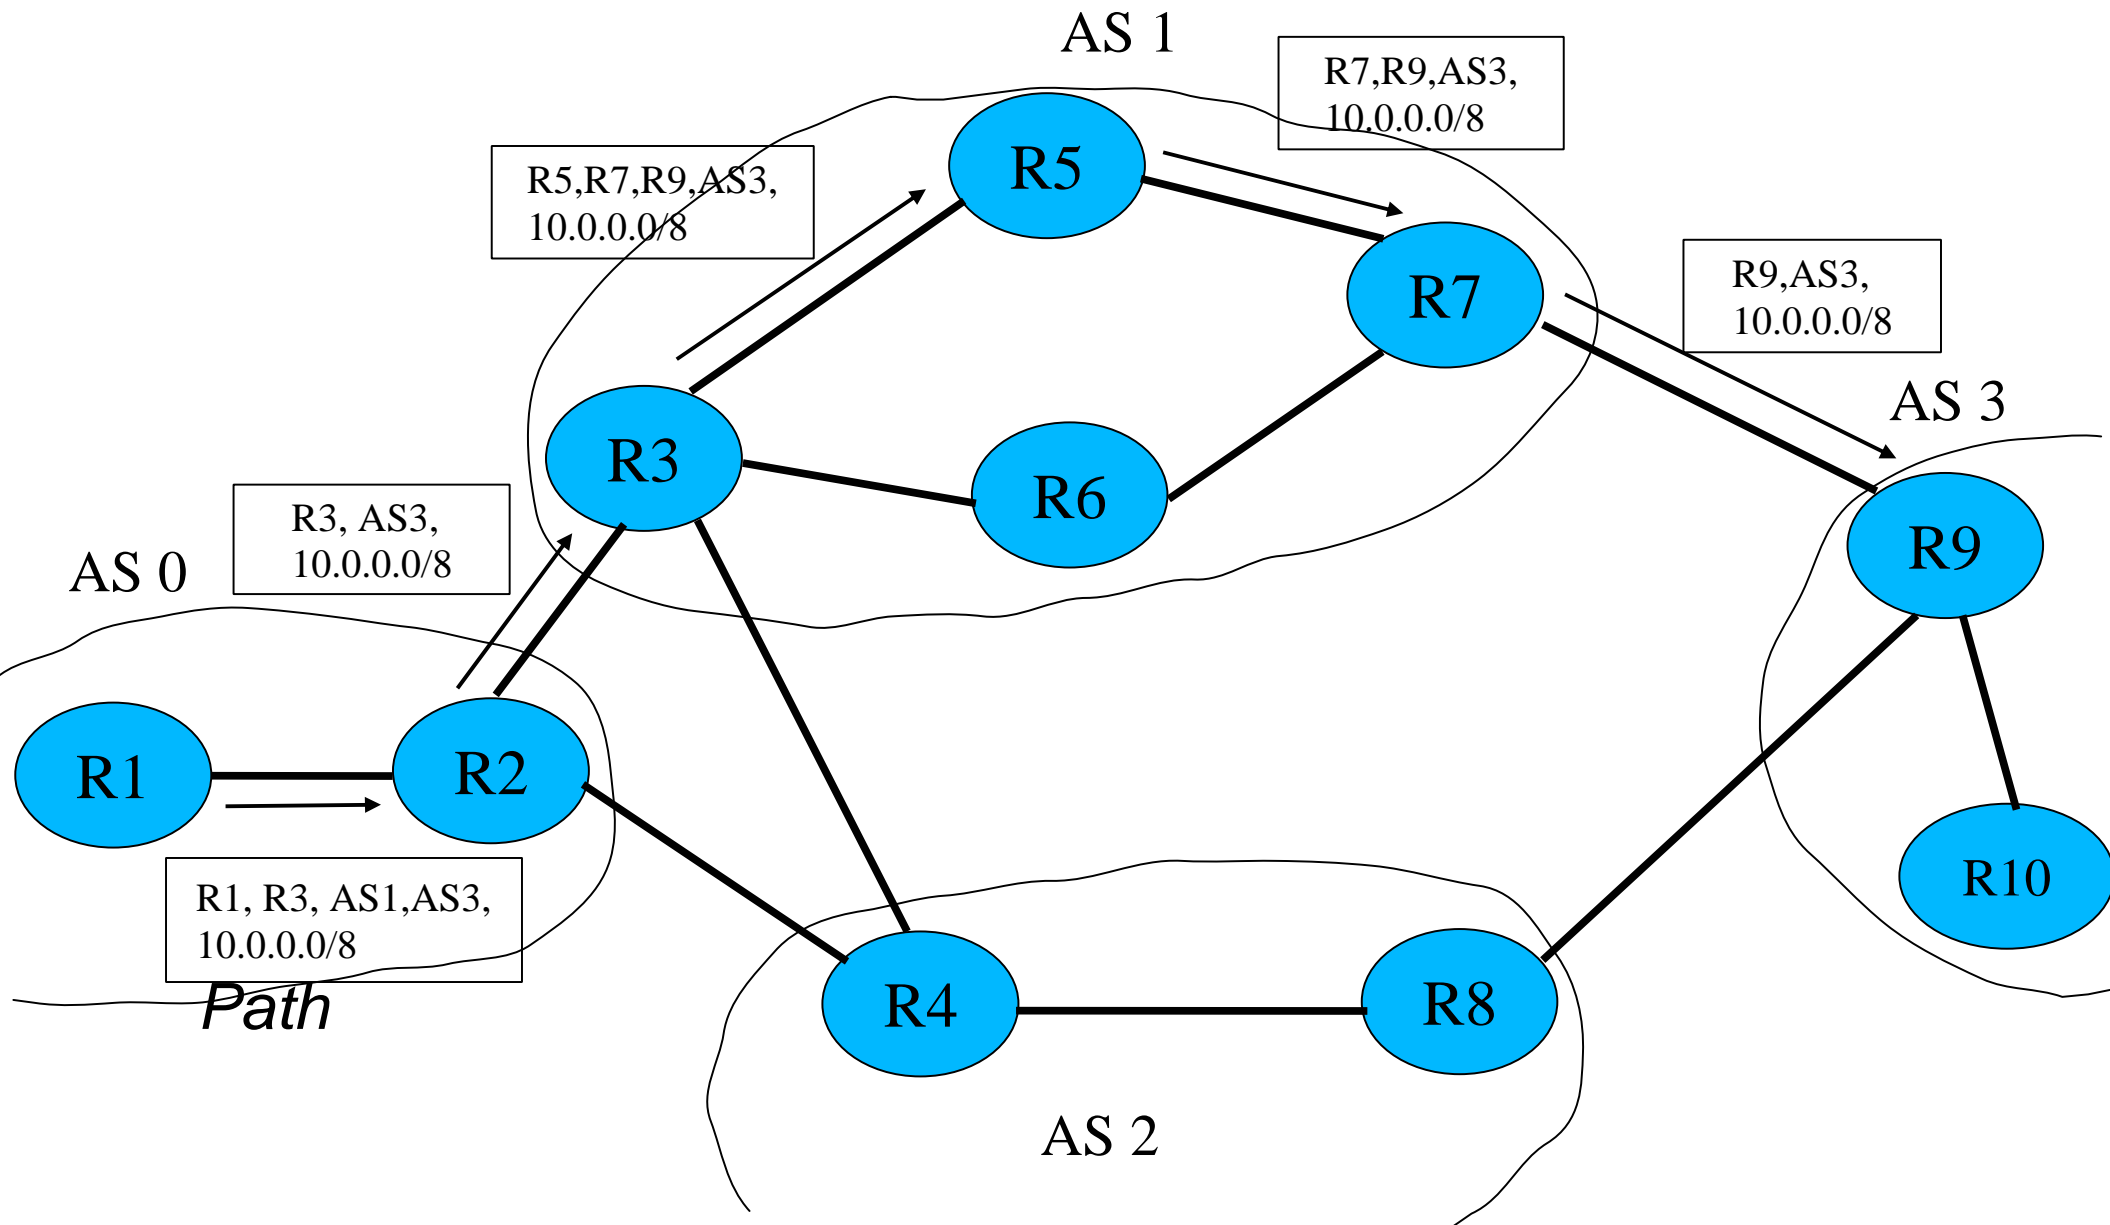 AS 1
R7,R9,AS3,
10.0.0.0/8
R5
R5,R7,R9,AS3,
10.0.0.0/8
R7
R9,AS3,
10.0.0.0/8
AS 3
R3
R6
R3, AS3,
10.0.0.0/8
AS 0
R9
R1
R2
R10
R1, R3, AS1,AS3,
10.0.0.0/8
Path
R4
R8
AS 2